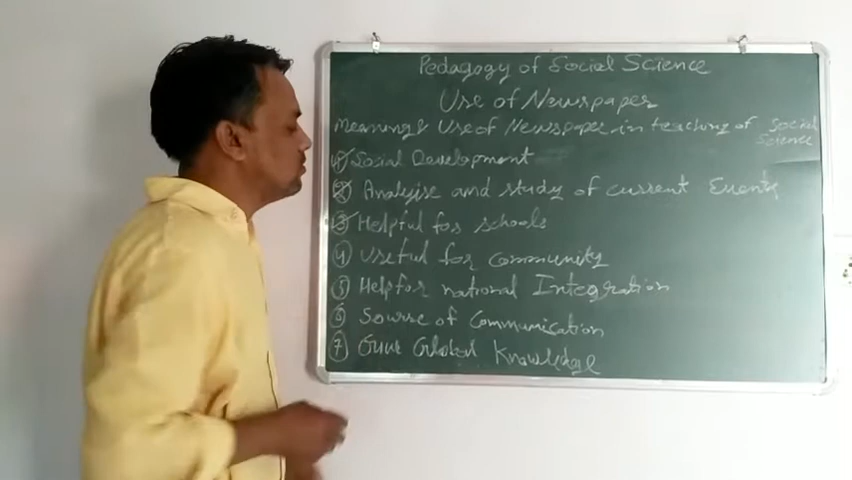 Pedagogy of Social Science
Use of Newspaper
Meaning & Use of Newspaper in teaching of Social Science
1 Social Development
2 Analyise and study of current Events
3 Helpful for schools
4 Useful for community
5 Help for national Integration
6 Sourse of Communication
7 Global Knowledge